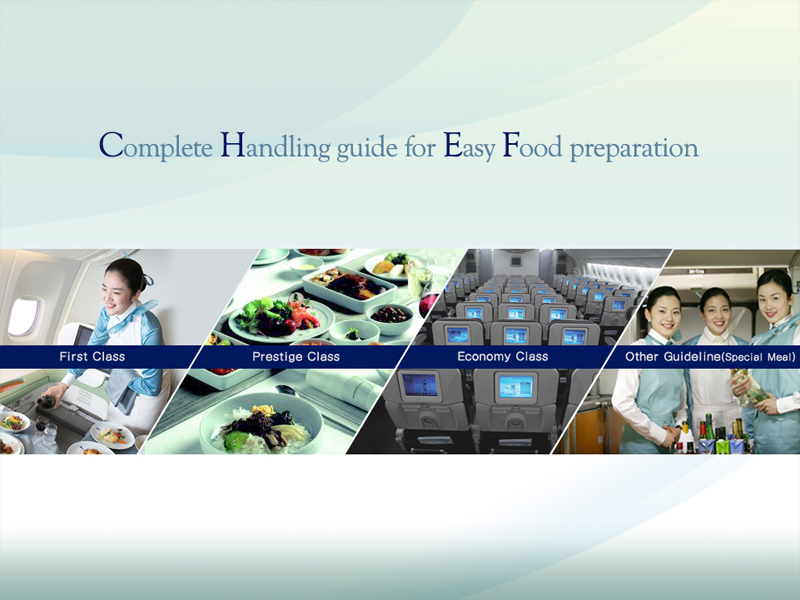 Complete Handling guide for Easy Food preparation
First Class
Prestige Class
Economy Class
Other Guideline(Special Meal)